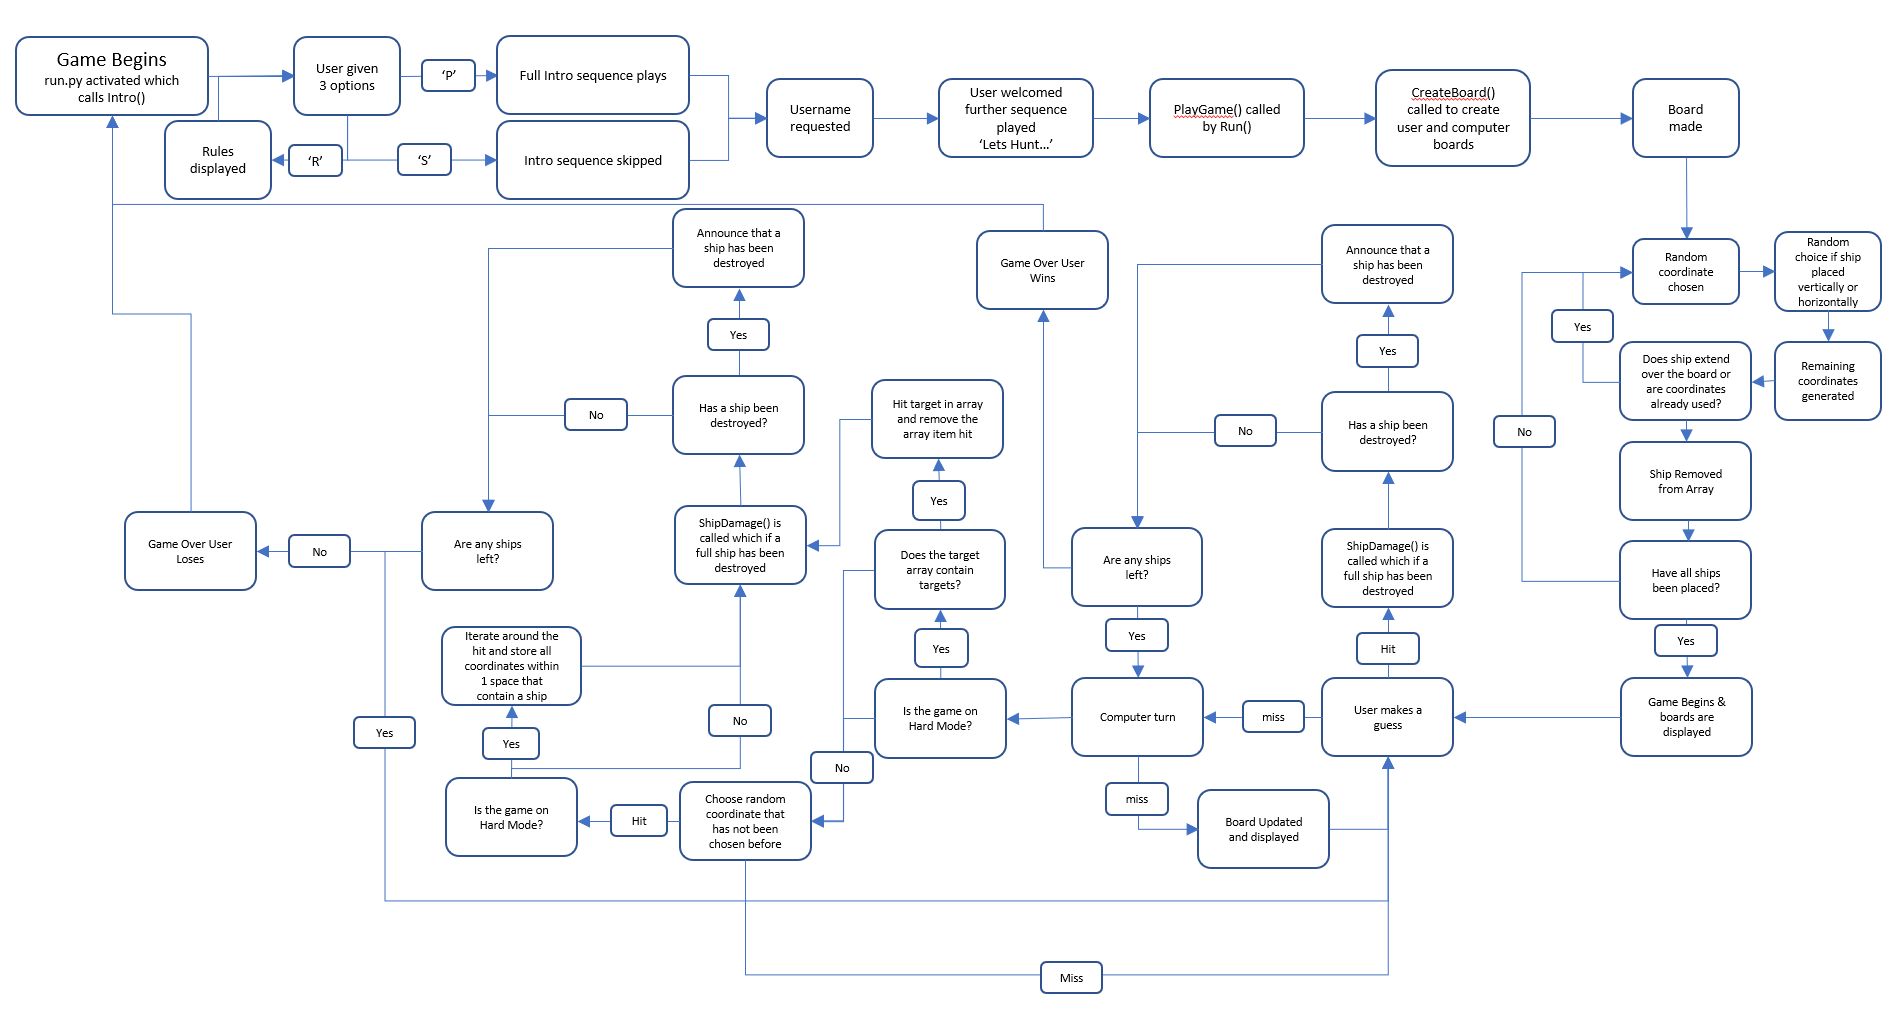 Game Begins
run.py activated which
calls Intro()
User given
3 options
‘P’
Full Intro sequence plays
Rules
displayed
‘R’
‘S’
Intro sequence skipped
Username
requested
User welcomed
further sequence
played
‘Lets Hunt…’
PlayGame() called
by Run()
CreateBoard()
called to create
user and computer
boards
Board
made
Random
coordinate
chosen
Random
choice if ship
placed
vertically or
horizontally
Yes
Does ship extend
over the board or
are coordinates
already used?
Remaining
coordinates
generated
No
Ship Removed
from Array
Have all ships
been placed?
Yes
Game Begins &
boards are
displayed
Announce that a
ship has been
destroyed
Yes
Has a ship been
destroyed?
No
ShipDamage() is
called which if a
full ship has been
destroyed
Hit
User makes a
guess
miss
Game Over User
Wins
Are any ships
left?
Yes
Computer turn
miss
Board Updated
and displayed
Hit target in array
and remove the
array item hit
Yes
Does the target
array contain
targets?
Yes
Is the game on
Hard Mode?
No
Announce that a
ship has been
destroyed
Yes
Has a ship been
destroyed?
No
ShipDamage() is
called which if a
full ship has been
destroyed
No
Choose random
coordinate that
has not been
chosen before
Hit
Is the game on
Hard Mode?
Yes
Iterate around the
hit and store all
coordinates within
1 space that
contain a ship
Are any ships
left?
No
Game Over User
Loses
Yes
Miss